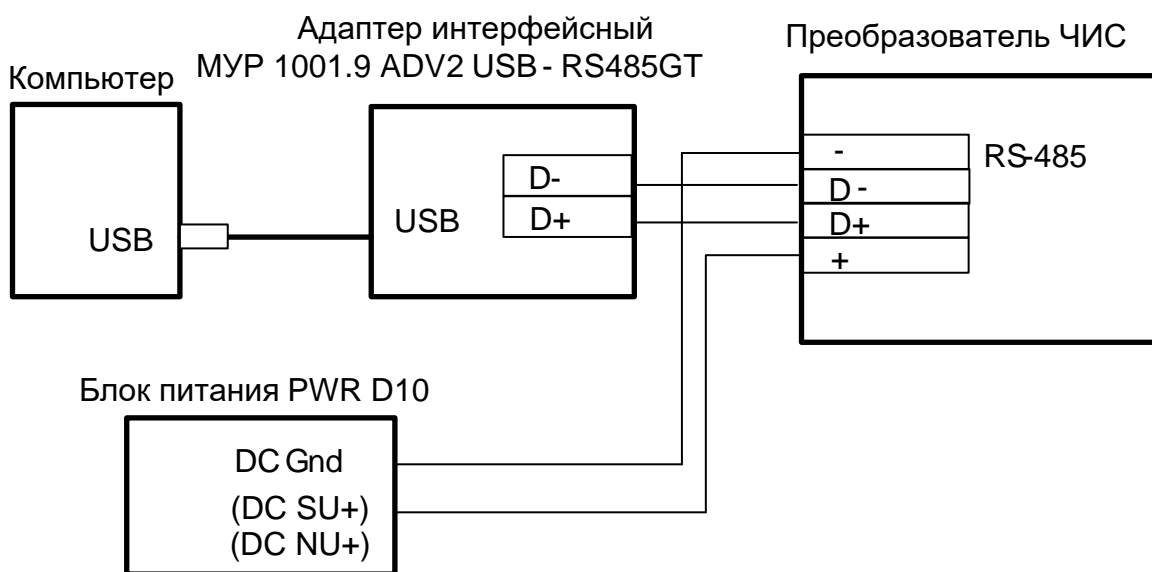 Компьютер
USB
Адаптер интерфейсный
МУР 1001.9 ADV2 USB - RS485GT
USB
D-
D+
Преобразователь ЧИС
-
D -
D+
+
RS-485
Блок питания PWR D10
DC Gnd
(DC SU+)
(DC NU+)